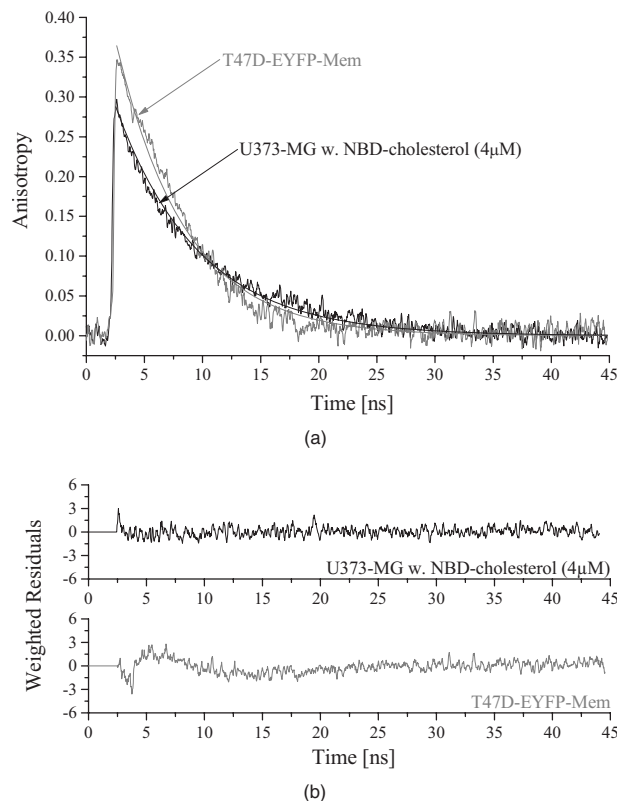 0.40
T47D-EYFP-Mem
0.35
0.30
U373-MG w. NBD-cholesterol (4µM)
0.25
0.20
0.15
0.10
0.05
0.00
Anisotropy
0 5 10 15 20 25 30 35 40 45
Time [ns]
(a)
6
3
0
-3
-6
U373-MG w. NBD-cholesterol (4µM)
0 5 10 15 20 25 30 35 40 45
Weighted Residuals
6
3
0
-3
-6
T47D-EYFP-Mem
0 5 10 15 20 25 30 35 40 45
Time [ns]
(b)